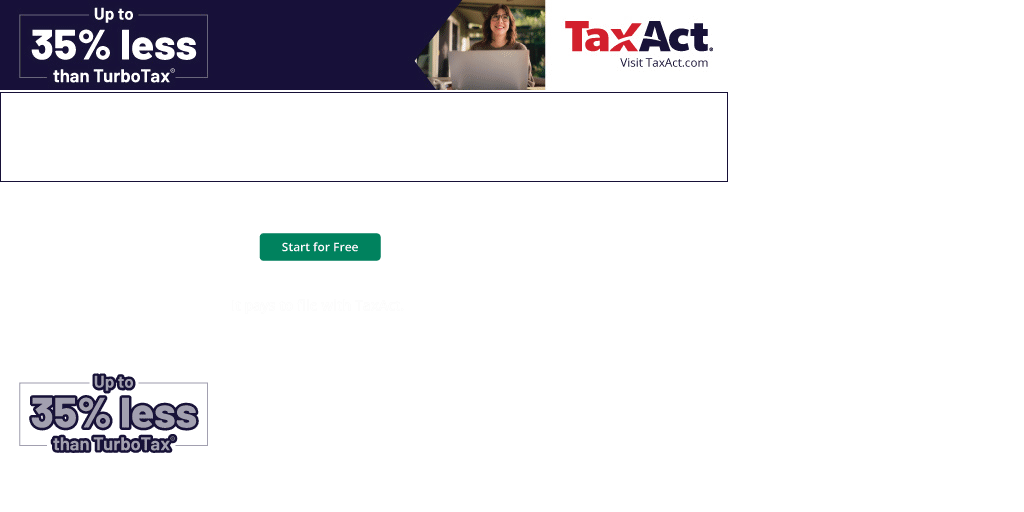 Up to
35% less
than TurboTax®
TaxAct.
Visit TaxAct.com
Start for Free
Up to
35% less
than TurboTax®